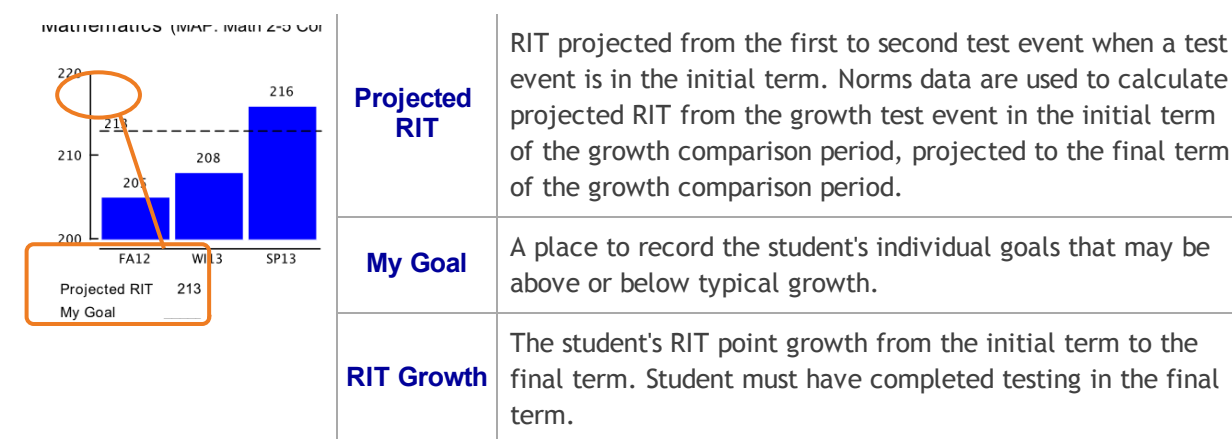 Mathematics (MAP: Math 2-5 Co
220
216
213
210
208
205
200
FA12 WI13 SP13
Projected RIT 213
My Goal
Projected
RIT
RIT projected from the first to second test event when a test
event is in the initial term. Norms data are used to calculate
projected RIT from the growth test event in the initial term
of the growth comparison period, projected to the final term
of the growth comparison period.
My Goal
A place to record the student's individual goals that may be
above or below typical growth.
RIT Growth
The student's RIT point growth from the initial term to the
final term. Student must have completed testing in the final
term.